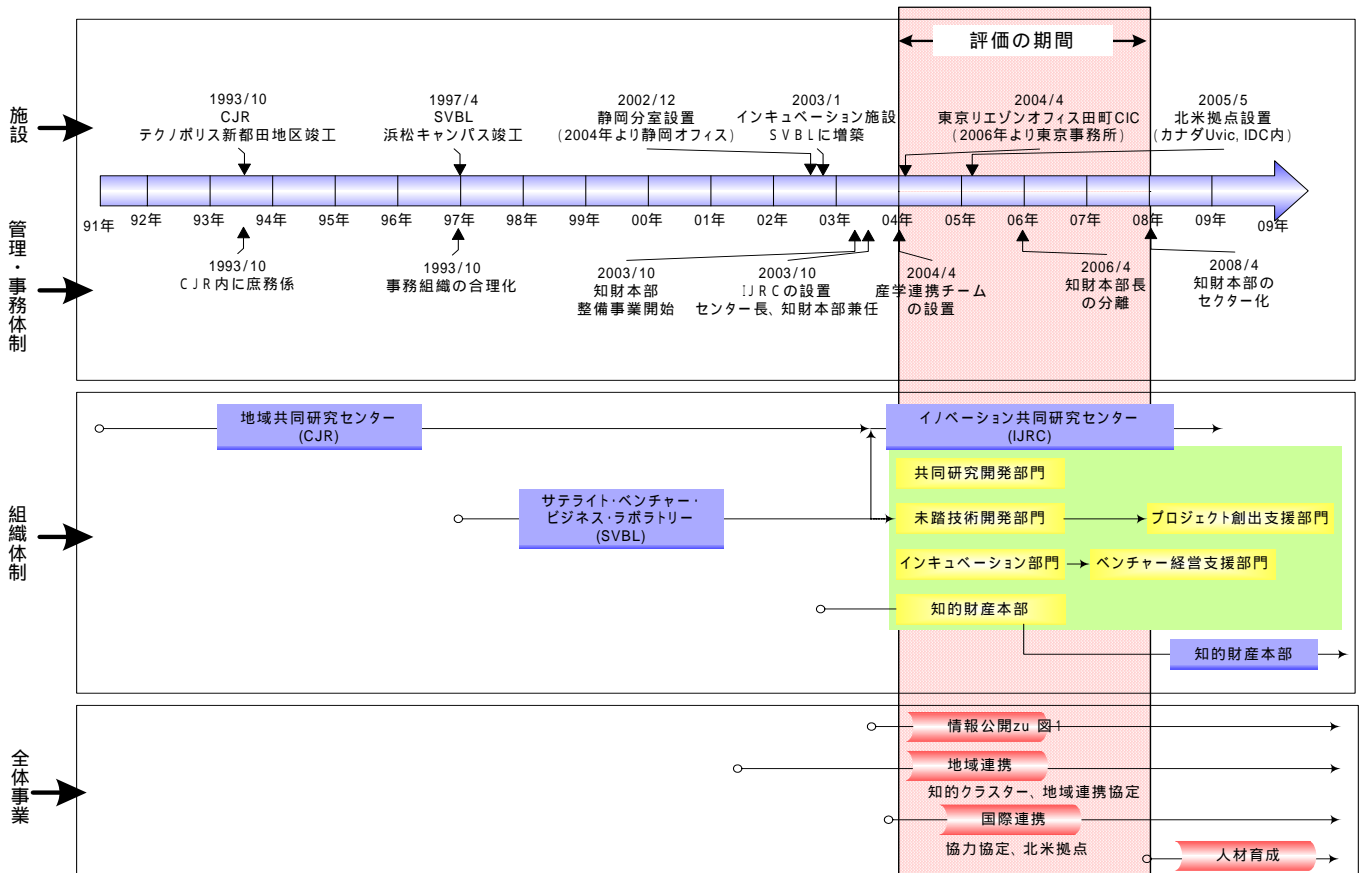 評価の期間
施設
1993/10
CJR
テクノポリス新都田地区竣工
1997/4
SVBL
浜松キャンパス竣工
2002/12
静岡分室設置
(2004年より静岡オフィス)
2003/1
インキュベーション施設
SVBLに増築
2004/4
東京リエゾンオフィス田町CIC
(2006年より東京事務所)
2005/5
北米拠点設置
(カナダUvic, IDC内)
91年 92年 93年 94年 95年 96年 97年 98年 99年 00年 01年 02年 03年 04年 05年 06年 07年 08年 09年 09年
管理・事務体制
1993/10
CJR内に庶務係
1993/10
事務組織の合理化
2003/10
知財本部
整備事業開始
2003/10
IJRCの設置
センター長、知財本部兼任
2004/4
産学連携チーム
の設置
2006/4
知財本部長
の分離
2008/4
知財本部の
セクター化
組織体制
地域共同研究センター
(CJR)
イノベーション共同研究センター
(IJRC)
共同研究開発部門
サテライト・ベンチャー・
ビジネス・ラボラトリー
(SVBL)
未踏技術開発部門
プロジェクト創出支援部門
インキュベーション部門
ベンチャー経営支援部門
知的財産本部
知的財産本部
全体事業
情報公開zu 図1
地域連携
知的クラスター、地域連携協定
国際連携
協力協定、北米拠点
人材育成